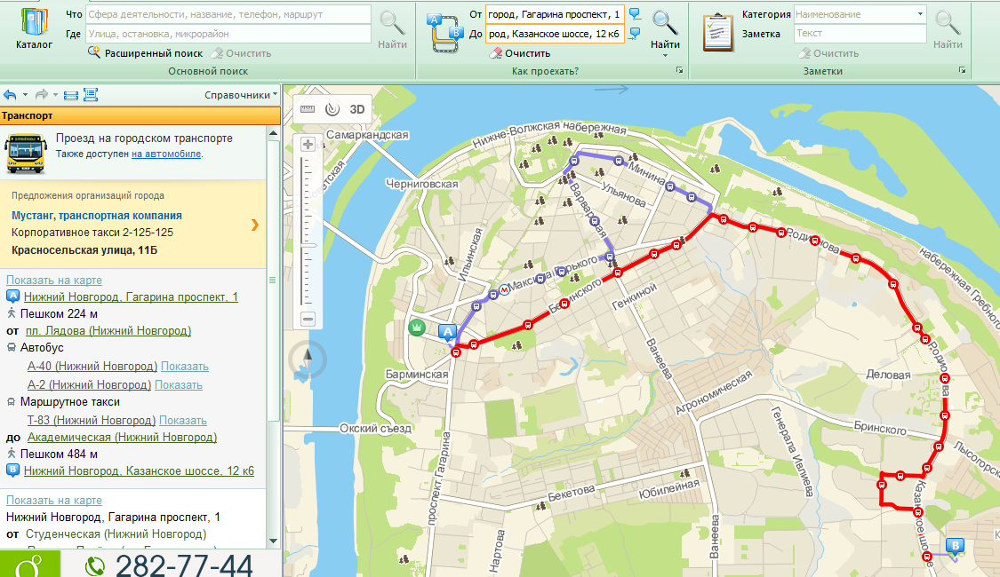 Каталог
Что Сфера деятельности, название, телефон, маршрут
Где Улица, остановка, микрорайон
Найти
Расширенный поиск Очистить
Основной поиск
От город, Гагарина проспект, 1
До род, Казанское шоссе, 12 к6
Найти
Очистить
Как проехать?
Категория Наименование
Заметка Текст
Найти
Очистить
Заметки
Справочники
Транспорт
Проезд на городском транспорте
Также доступен на автомобиле.
Предложения организаций города
Мустанг, транспортная компания
Корпоративное такси 2-125-125
Красносельская улица, 11Б
Показать на карте
A Нижний Новгород, Гагарина проспект, 1
Пешком 224 м
от пл. Лядова (Нижний Новгород)
Автобус
А-40 (Нижний Новгород) Показать
А-2 (Нижний Новгород) Показать
Маршрутное такси
Т-83 (Нижний Новгород) Показать
до Академическая (Нижний Новгород)
Пешком 484 м
B Нижний Новгород, Казанское шоссе, 12 к6
Показать на карте
Нижний Новгород, Гагарина проспект, 1
от Студенческая (Нижний Новгород)
282-77-44
3D
Самаркандская
Нижне-Волжская набережная
Черниговская
Минина
Ульянова
Варварская
Ильинская
Родионова
набережная Гребного
М
Максима Горького
Белинского
Генкиной
A
Барминская
Ванеева
Родионова
Деловая
Агрономическая
Окский съезд
Бринского
Генерала Ивлиева
Лысогорская
проспект Гагарина
Бекетова
Юбилейная
Казанское шоссе
Нартова
Ванеева
B